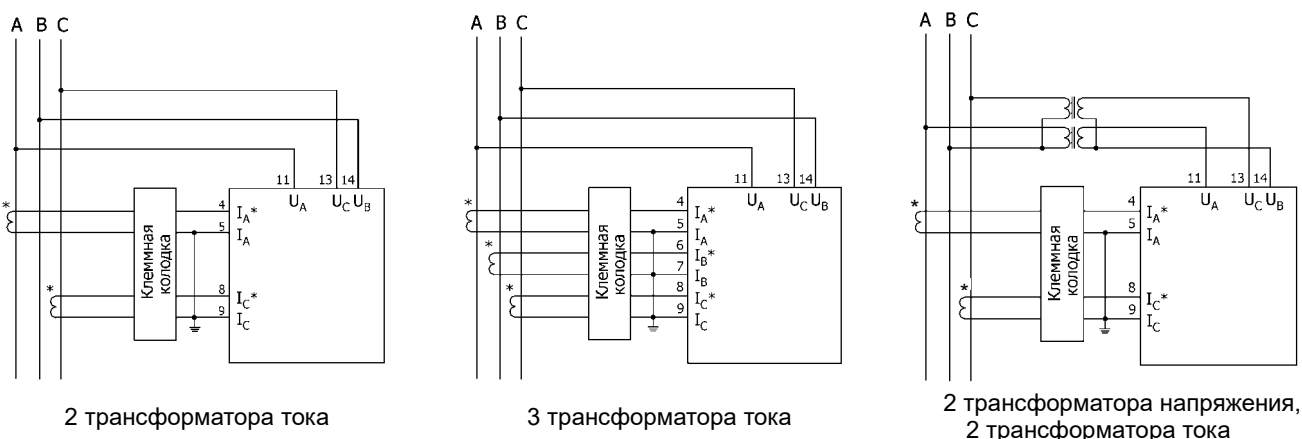 A B C
11 13 14
U_A U_C U_B
* 4 I_A*
5 I_A
Клеммная
колодка
* 8 I_C*
9 I_C
2 трансформатора тока
A B C
11 13 14
U_A U_C U_B
* 4 I_A*
5 I_A
* 6 I_B*
7 I_B
Клеммная
колодка
* 8 I_C*
9 I_C
3 трансформатора тока
A B C
11 13 14
U_A U_C U_B
* 4 I_A*
5 I_A
Клеммная
колодка
* 8 I_C*
9 I_C
2 трансформатора напряжения,
2 трансформатора тока